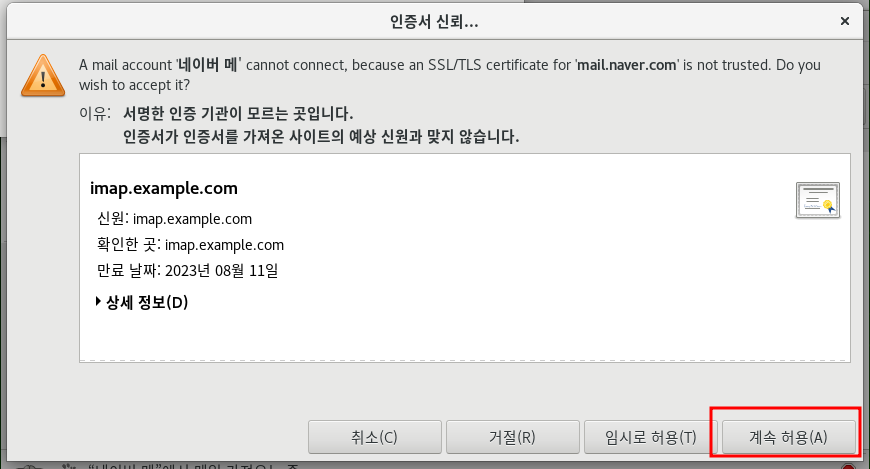 인증서 신뢰...
A mail account '네이버 메' cannot connect, because an SSL/TLS certificate for 'mail.naver.com' is not trusted. Do you
wish to accept it?
이유: 서명한 인증 기관이 모르는 곳입니다.
인증서가 인증서를 가져온 사이트의 예상 신원과 맞지 않습니다.
imap.example.com
신원: imap.example.com
확인한 곳: imap.example.com
만료 날짜: 2023년 08월 11일
상세 정보(D)
취소(C) 거절(R) 임시로 허용(T) 계속 허용(A)